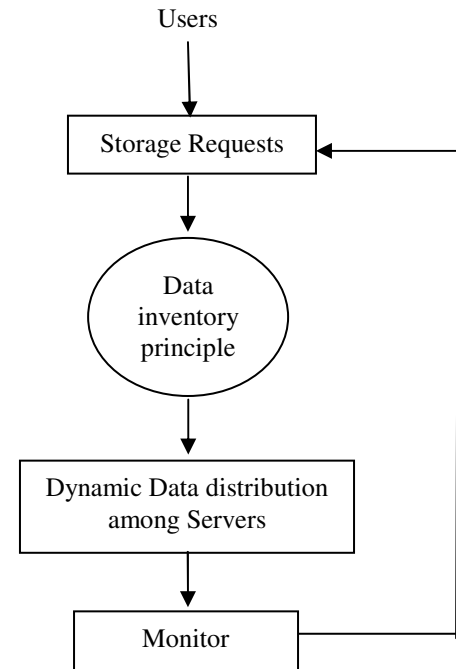 Users
Storage Requests
Data
inventory
principle
Dynamic Data distribution
among Servers
Monitor